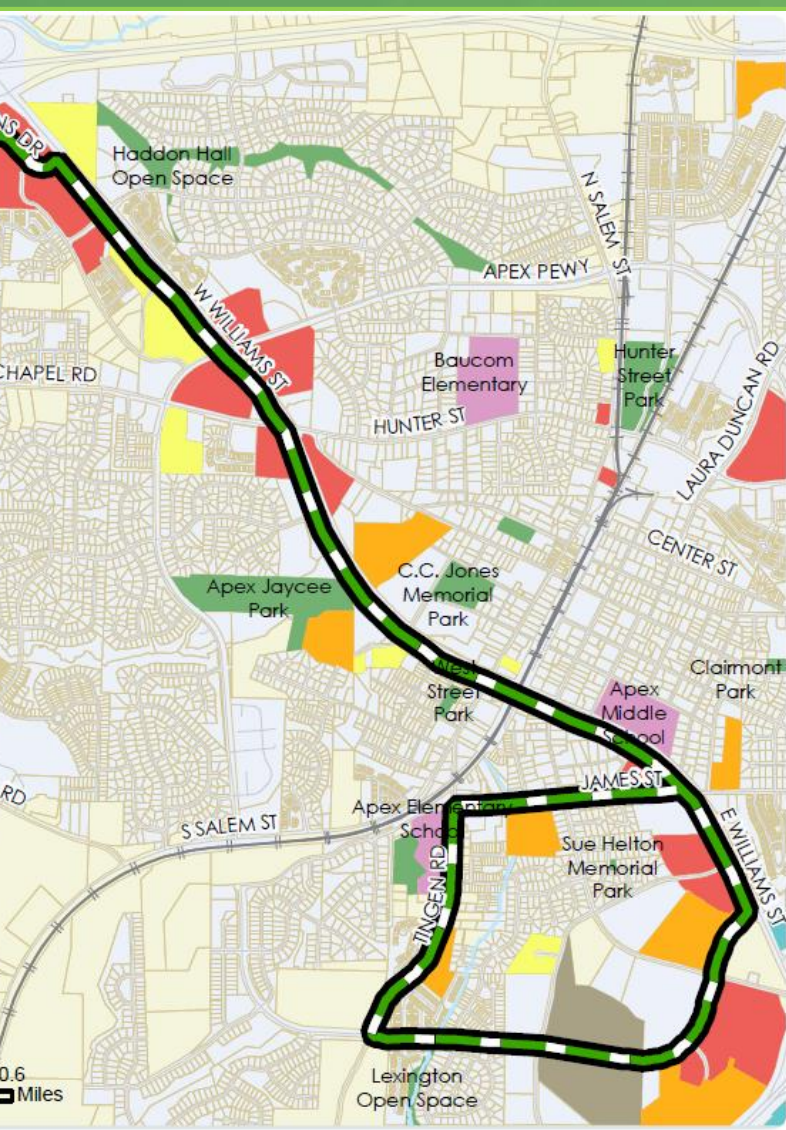 NS DR
Haddon Hall
Open Space
N SALEM ST
APEX PEWY
W WILLIAMS ST
CHAPEL RD
Baucom
Elementary
Hunter
Street
Park
LAURA DUNCAN RD
HUNTER ST
CENTER ST
C.C. Jones
Memorial
Park
Apex Jaycee
Park
West
Street
Park
Clairmont
Park
Apex
Middle
School
JAMES ST
RD
Apex Elementary
School
S SALEM ST
E WILLIAMS ST
Sue Helton
Memorial
Park
TINGEN RD
0.6
Miles
Lexington
Open Space